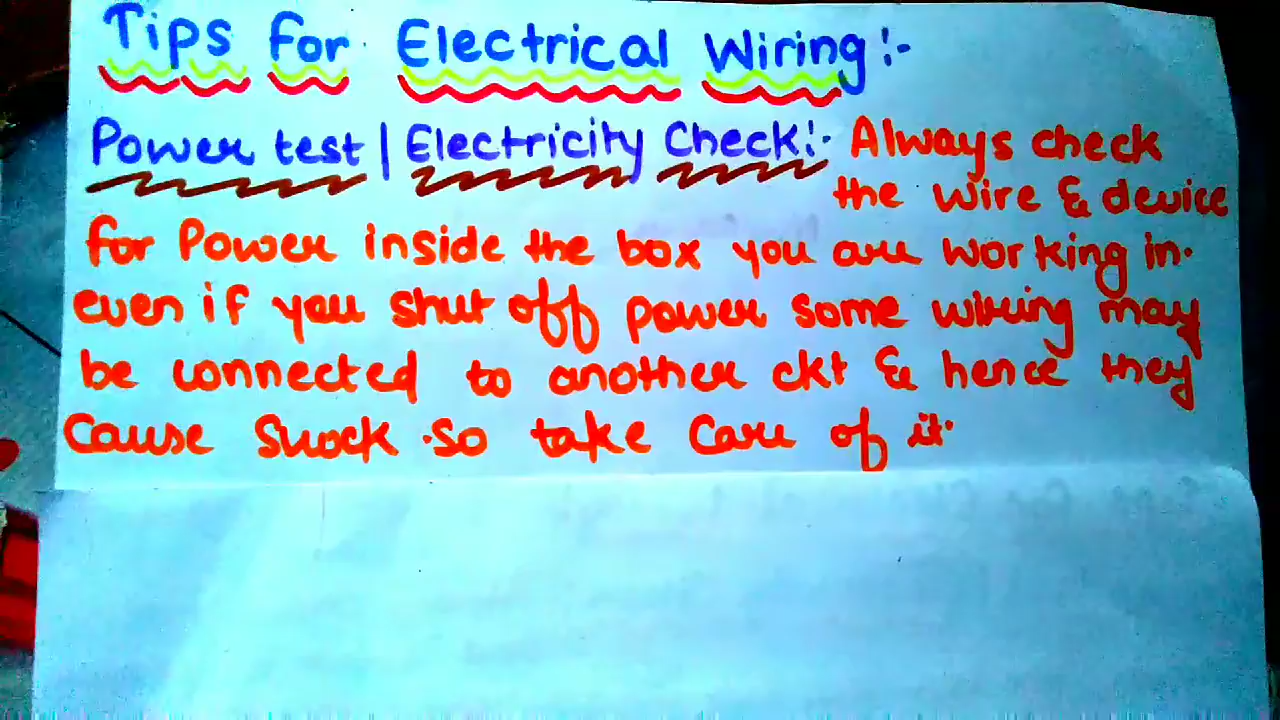 Tips for Electrical Wiring:-
Power test | Electricity Check:- Always check
the wire & device
for Power inside the box you are working in.
even if you shut off power some wiring may
be connected to another ckt & hence they
Cause Shock .so take Care of it.